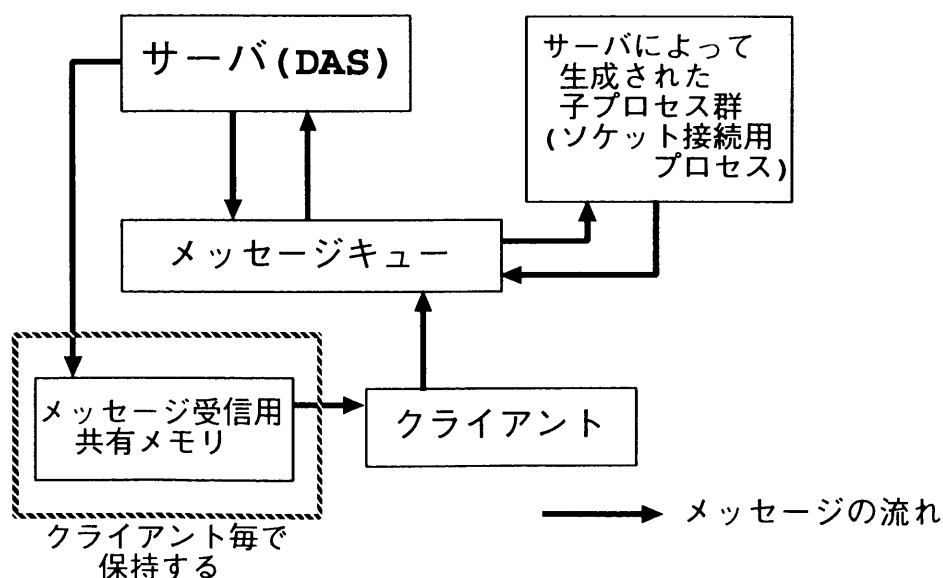 サーバ(DAS)
サーバによって
生成された
子プロセス群
(ソケット接続用
プロセス)
メッセージキュー
メッセージ受信用
共有メモリ
クライアント
クライアント毎で
保持する
メッセージの流れ